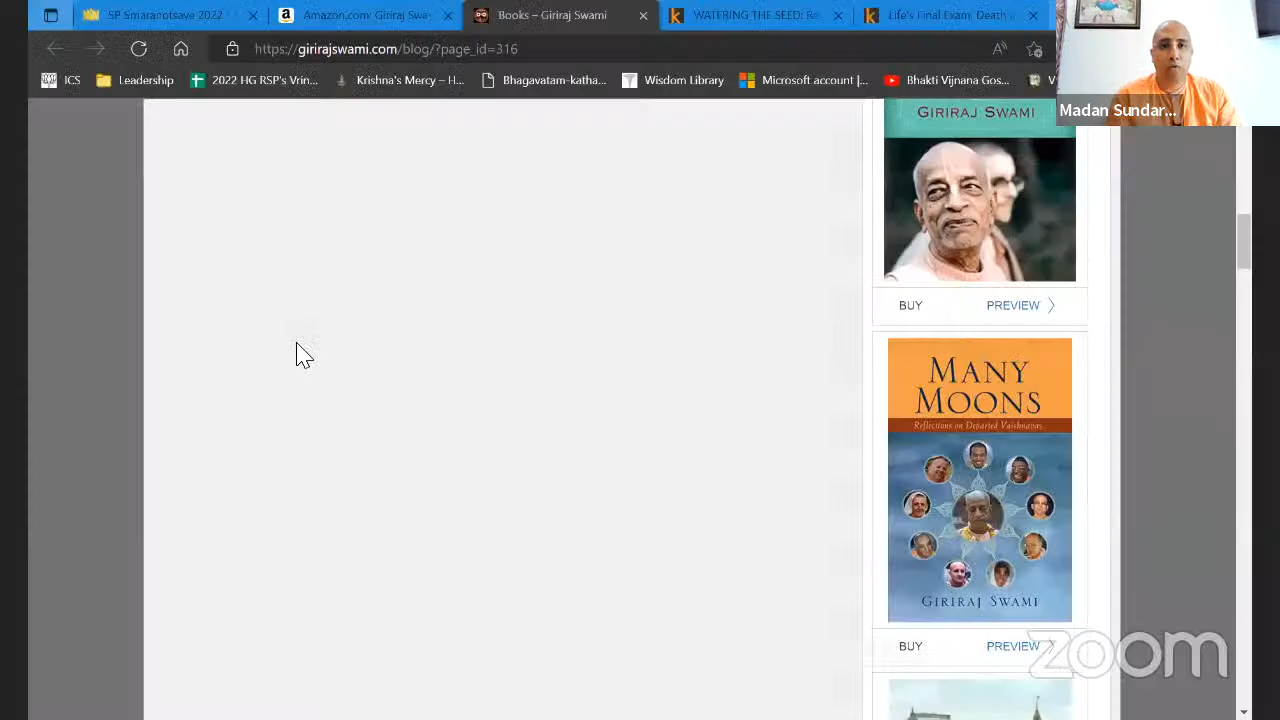 SP Smaranotsave 2022
Amazon.com: Giriraj Swa
Blocs - Giriraj Swami
WATERING THE SEED: Re
Life's Final Exam: Death a
https://girirajswami.com/blog/?paged=316
ICS
Leadership
2022 HG RSP's Vrin...
Krishna's Mercy – H...
Bhagavatam-katha...
Wisdom Library
Microsoft account |...
Bhakti Vijnana Gos...
V
Madan Sundar...
GIRIRAJ SWAMI
BUY
PREVIEW
MANY
MOONS
Reflections on Departed Vaishnavas
GIRIRAJ SWAMI
BUY
PREVIEW
zoom